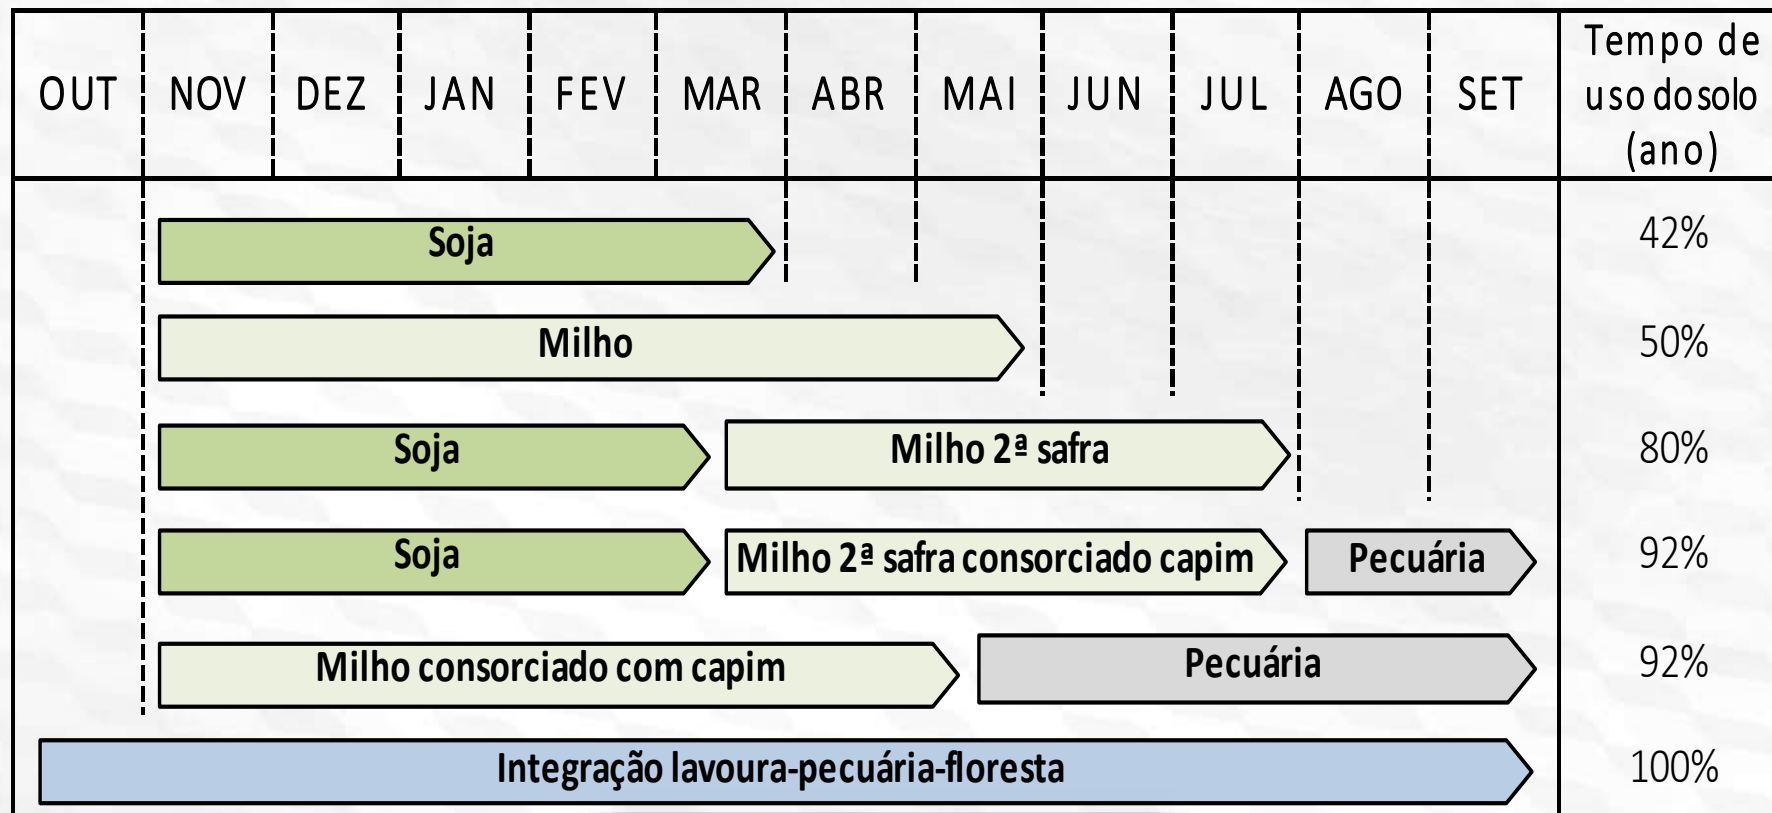 OUT NOV DEZ JAN FEV MAR ABR MAI JUN JUL AGO SET
Tempo de
uso dosolo
(ano)
Soja 42%
Milho 50%
Soja Milho 2ª safra 80%
Soja Milho 2ª safra consorciado capim Pecuária 92%
Milho consorciado com capim Pecuária 92%
Integração lavoura-pecuária-floresta 100%